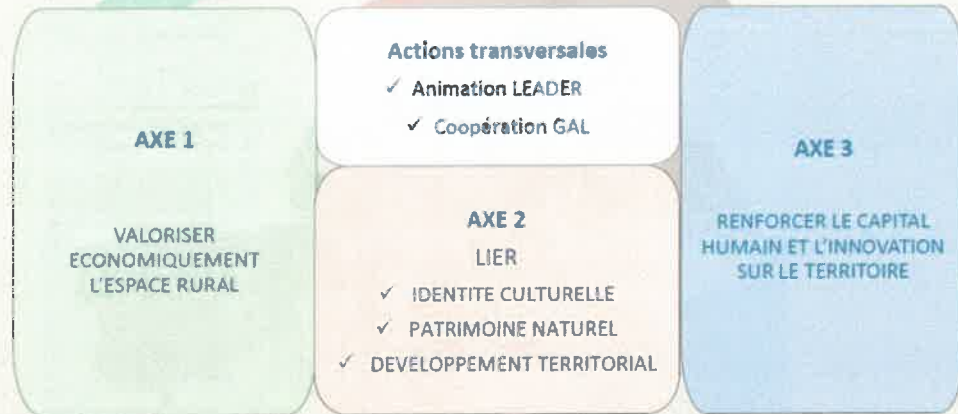 AXE 1
VALORISER
ECONOMIQUEMENT
L'ESPACE RURAL
Actions transversales
✓ Animation LEADER
✓ Coopération GAL
AXE 2
LIER
✓ IDENTITE CULTURELLE
✓ PATRIMOINE NATUREL
✓ DEVELOPPEMENT TERRITORIAL
AXE 3
RENFORCER LE CAPITAL
HUMAIN ET L'INNOVATION
SUR LE TERRITOIRE